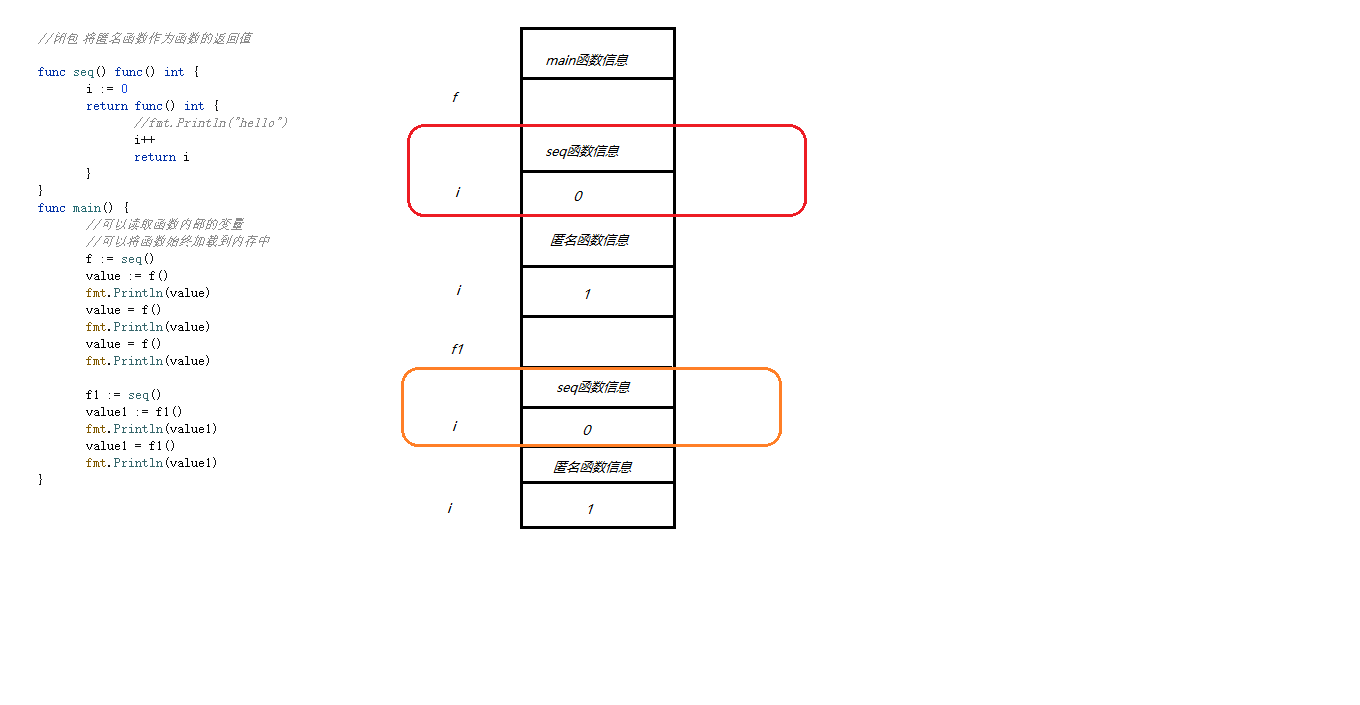 //闭包 将匿名函数作为函数的返回值
func seq() func() int {
i := 0
return func() int {
//fmt.Println("hello")
i++
return i
}
}
func main() {
//可以读取函数内部的变量
//可以将函数始终加载到内存中
f := seq()
value := f()
fmt.Println(value)
value = f()
fmt.Println(value)
value = f()
fmt.Println(value)
f1 := seq()
value1 := f1()
fmt.Println(value1)
value1 = f1()
fmt.Println(value1)
}
main函数信息
f
seq函数信息
i 0
匿名函数信息
i 1
f1
seq函数信息
i 0
匿名函数信息
i 1